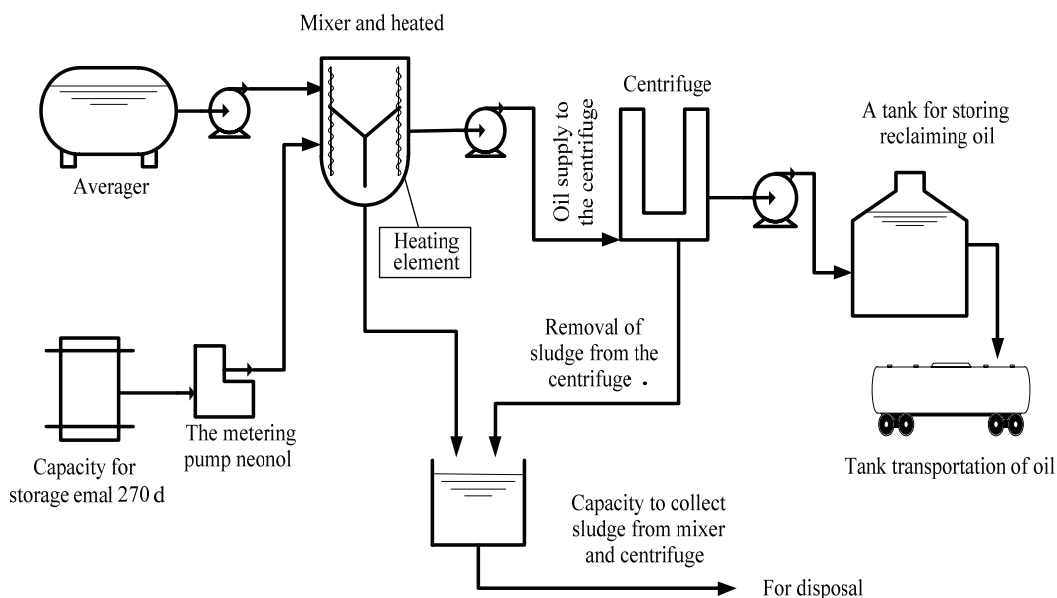 Mixer and heated
Averager
Centrifuge
A tank for storing
reclaiming oil
Oil supply to
the centrifuge
Heating
element
Removal of
sludge from the
centrifuge .
The metering
pump neonol
Capacity for
storage emal 270 d
Tank transportation of oil
Capacity to collect
sludge from mixer
and centrifuge
For disposal